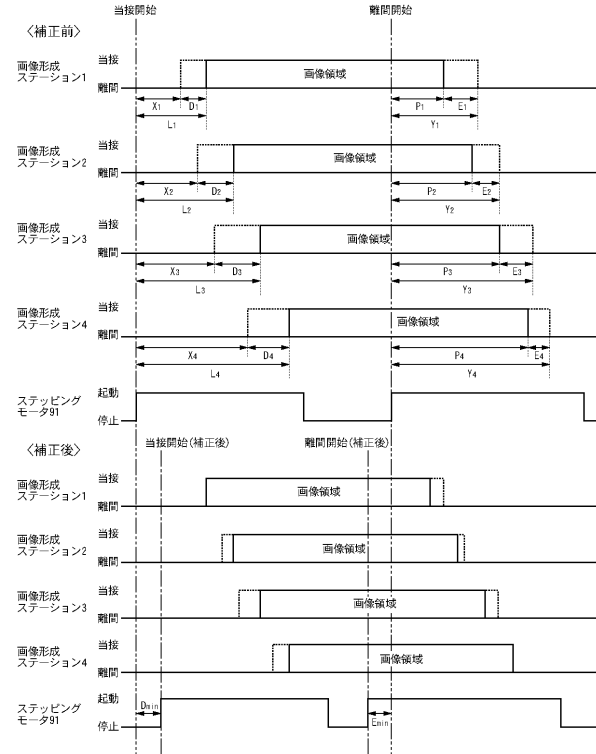 当接開始 離間開始
〈補正前〉
画像形成
ステーション1
当接
離間
画像領域
X1 D1 P1 E1
L1 Y1
画像形成
ステーション2
当接
離間
画像領域
X2 D2 P2 E2
L2 Y2
画像形成
ステーション3
当接
離間
画像領域
X3 D3 P3 E3
L3 Y3
画像形成
ステーション4
当接
離間
画像領域
X4 D4 P4 E4
L4 Y4
ステッピング
モータ91
起動
停止
〈補正後〉
当接開始(補正後) 離間開始(補正後)
画像形成
ステーション1
当接
離間
画像領域
画像形成
ステーション2
当接
離間
画像領域
画像形成
ステーション3
当接
離間
画像領域
画像形成
ステーション4
当接
離間
画像領域
ステッピング
モータ91
起動
停止
Dmin Emin